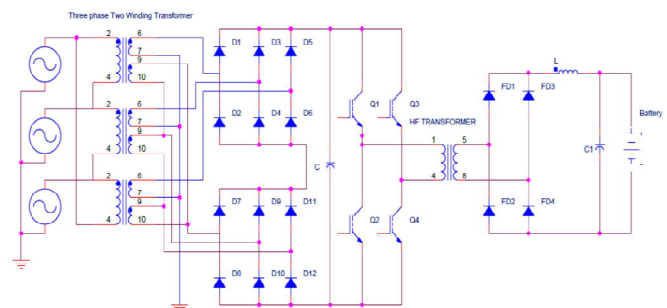 Three phase Two Winding Transformer
2 6
7
9
4 10
2 6
7
9
4 10
2 6
7
9
4 10
D1 D3 D5
D2 D4 D6
D7 D9 D11
D8 D10 D12
C
Q1 Q3
Q2 Q4
HF TRANSFORMER
1 5
4 8
FD1 FD3
FD2 FD4
L
C1
Battery
+
-